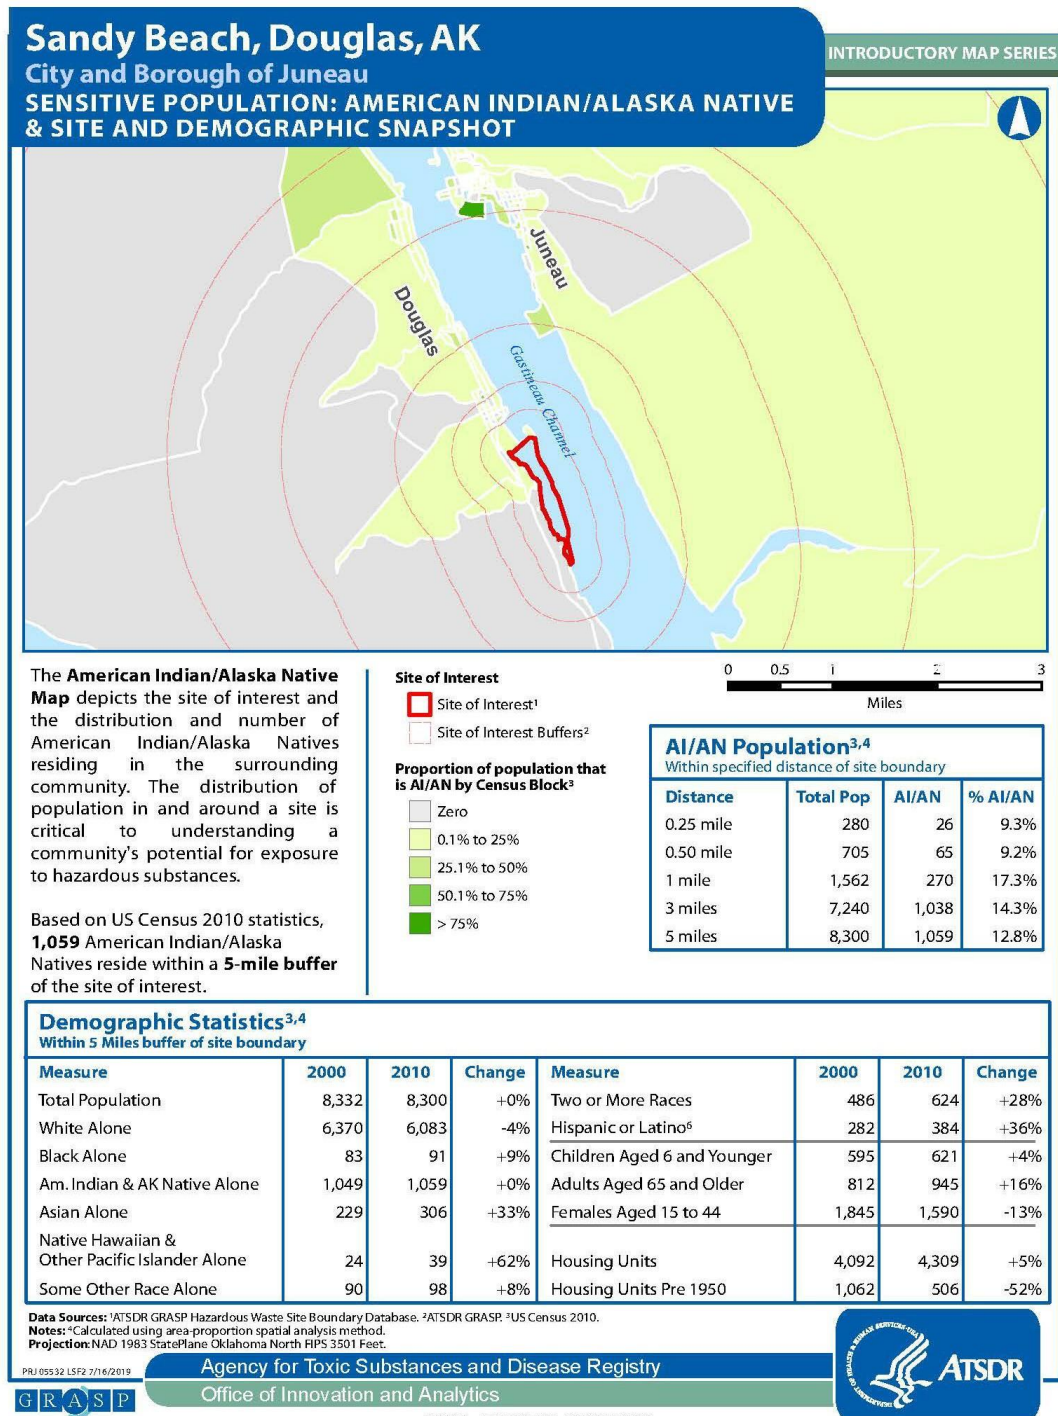 Sandy Beach, Douglas, AK
City and Borough of Juneau
SENSITIVE POPULATION: AMERICAN INDIAN/ALASKA NATIVE
& SITE AND DEMOGRAPHIC SNAPSHOT
INTRODUCTORY MAP SERIES
Juneau
Douglas
Gastineau Channel
The American Indian/Alaska Native
Map depicts the site of interest and
the distribution and number of
American Indian/Alaska Natives
residing in the surrounding
community. The distribution of
population in and around a site is
critical to understanding a
community's potential for exposure
to hazardous substances.
Based on US Census 2010 statistics,
1,059 American Indian/Alaska
Natives reside within a 5-mile buffer
of the site of interest.
Site of Interest
Site of Interest¹
Site of Interest Buffers²
Proportion of population that
is AI/AN by Census Block³
Zero
0.1% to 25%
25.1% to 50%
50.1% to 75%
> 75%
0 0.5 1 2 3
Miles
AI/AN Population³,⁴
Within specified distance of site boundary
Distance Total Pop AI/AN % AI/AN
0.25 mile 280 26 9.3%
0.50 mile 705 65 9.2%
1 mile 1,562 270 17.3%
3 miles 7,240 1,038 14.3%
5 miles 8,300 1,059 12.8%
Demographic Statistics³,⁴
Within 5 Miles buffer of site boundary
Measure 2000 2010 Change Measure 2000 2010 Change
Total Population 8,332 8,300 +0% Two or More Races 486 624 +28%
White Alone 6,370 6,083 -4% Hispanic or Latino⁶ 282 384 +36%
Black Alone 83 91 +9% Children Aged 6 and Younger 595 621 +4%
Am. Indian & AK Native Alone 1,049 1,059 +0% Adults Aged 65 and Older 812 945 +16%
Asian Alone 229 306 +33% Females Aged 15 to 44 1,845 1,590 -13%
Native Hawaiian &
Other Pacific Islander Alone 24 39 +62% Housing Units 4,092 4,309 +5%
Some Other Race Alone 90 98 +8% Housing Units Pre 1950 1,062 506 -52%
Data Sources: ¹ATSDR GRASP Hazardous Waste Site Boundary Database. ²ATSDR GRASP. ³US Census 2010.
Notes: ⁴Calculated using area-proportion spatial analysis method.
Projection: NAD 1983 StatePlane Oklahoma North FIPS 3501 Feet.
PRJ 05532 LSF2 7/16/2019
Agency for Toxic Substances and Disease Registry
Office of Innovation and Analytics
GRASP
DEPARTMENT OF HEALTH & HUMAN SERVICES·USA
ATSDR